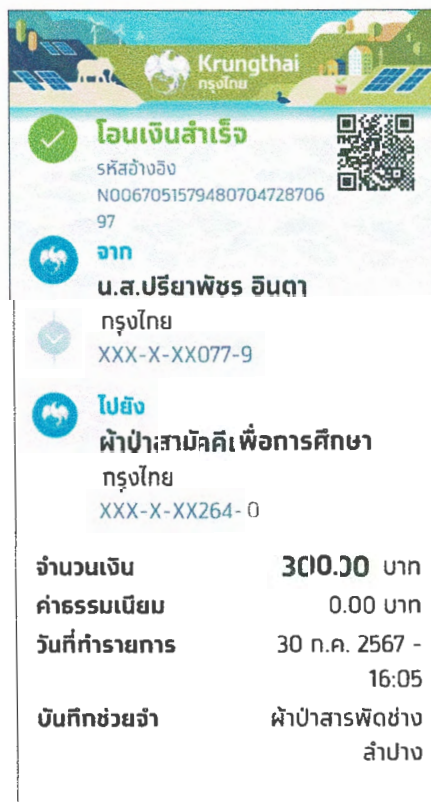 Krungthai
กรุงไทย
โอนเงินสำเร็จ
รหัสอ้างอิง
N0067051579480704728706
97
จาก
น.ส.ปรียาพัชร อินตา
กรุงไทย
XXX-X-XX077-9
ไปยัง
ผ้าป่าสามัคคีเพื่อการศึกษา
กรุงไทย
XXX-X-XX264-0
จำนวนเงิน 300.00 บาท
ค่าธรรมเนียม 0.00 บาท
วันที่ทำรายการ 30 ก.ค. 2567 -
16:05
บันทึกช่วยจำ ผ้าป่าสารพัดช่าง
ลำปาง